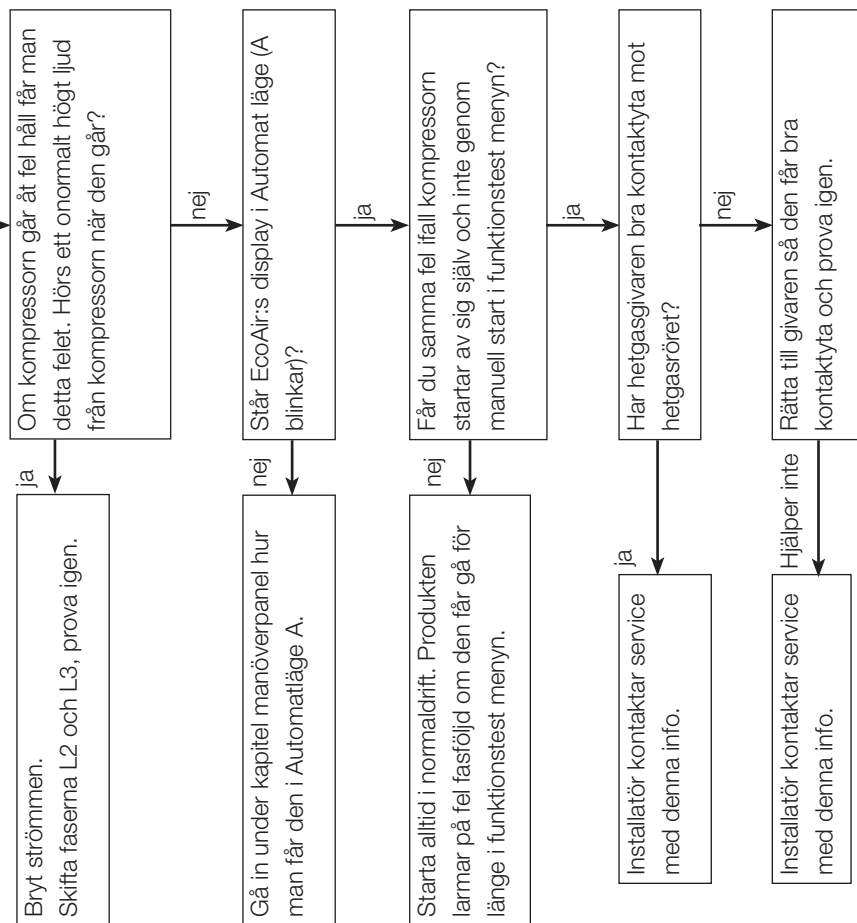 Om kompressorn går åt fel håll får man
detta felet. Hörs ett onormalt högt ljud
från kompressorn när den går?
ja
Bryt strömmen.
Skifta faserna L2 och L3, prova igen.
nej
Står EcoAir:s display i Automat läge (A
blinkar)?
nej
Gå in under kapitel manöverpanel hur
man får den i Automatläge A.
ja
Får du samma fel ifall kompressorn
startar av sig själv och inte genom
manuell start i funktionstest menyn?
nej
Starta alltid i normaldrift. Produkten
larmar på fel fasföljd om den får gå för
länge i funktionstest menyn.
ja
Har hetgasgivaren bra kontaktyta mot
hetgasröret?
ja
Installatör kontaktar service
med denna info.
nej
Rätta till givaren så den får bra
kontaktyta och prova igen.
Hjälper inte
Installatör kontaktar service
med denna info.